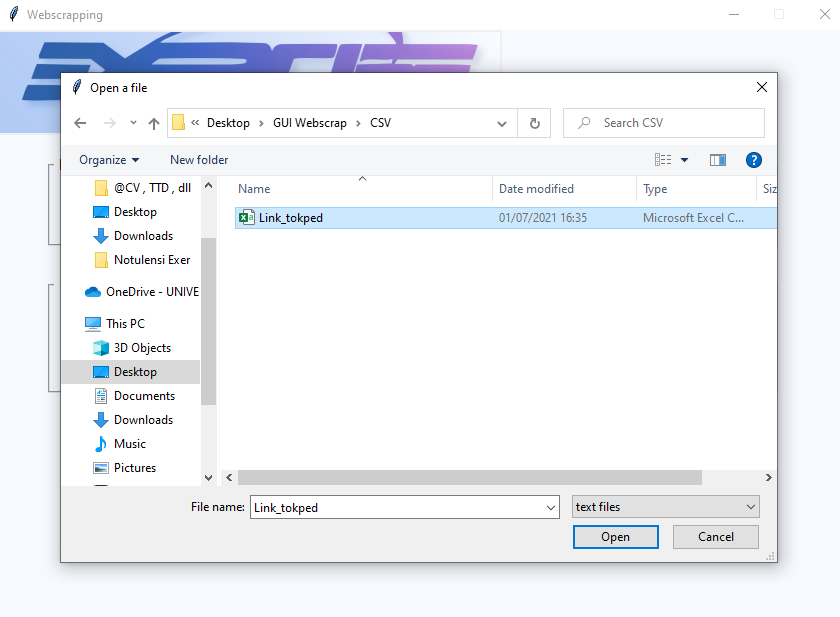 Webscrapping
Open a file
« Desktop › GUI Webscrap › CSV
Search CSV
Organize
New folder
Name
Date modified
Type
Siz
@CV , TTD , dll
Desktop
Downloads
Notulensi Exer
OneDrive - UNIVE
This PC
3D Objects
Desktop
Documents
Downloads
Music
Pictures
Link_tokped
01/07/2021 16:35
Microsoft Excel C...
File name:
Link_tokped
text files
Open
Cancel